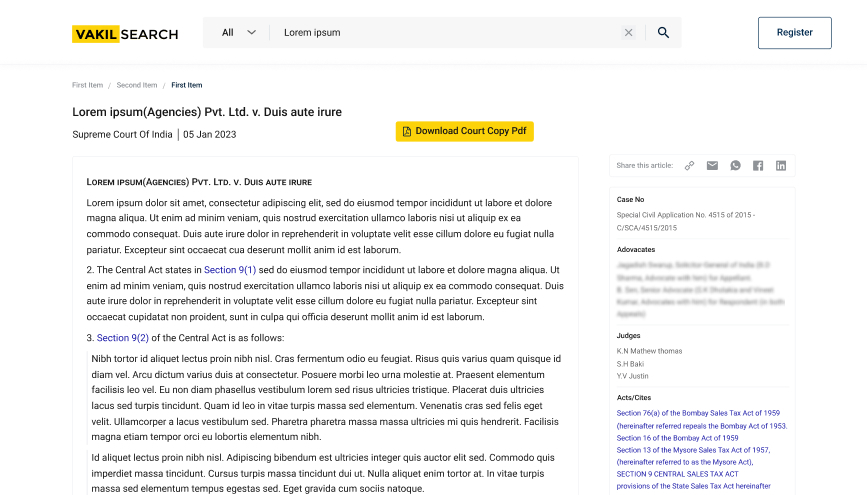 VAKILSEARCH
All
Lorem ipsum
Register
First Item / Second Item / First Item
Lorem ipsum(Agencies) Pvt. Ltd. v. Duis aute irure
Supreme Court Of India | 05 Jan 2023
Download Court Copy Pdf
LOREM IPSUM(AGENCIES) PVT. LTD. V. DUIS AUTE IRURE
Lorem ipsum dolor sit amet, consectetur adipiscing elit, sed do eiusmod tempor incididunt ut labore et dolore
magna aliqua. Ut enim ad minim veniam, quis nostrud exercitation ullamco laboris nisi ut aliquip ex ea
commodo consequat. Duis aute irure dolor in reprehenderit in voluptate velit esse cillum dolore eu fugiat nulla
pariatur. Excepteur sint occaecat cua deserunt mollit anim id est laborum.
2. The Central Act states in Section 9(1) sed do eiusmod tempor incididunt ut labore et dolore magna aliqua. Ut
enim ad minim veniam, quis nostrud exercitation ullamco laboris nisi ut aliquip ex ea commodo consequat. Duis
aute irure dolor in reprehenderit in voluptate velit esse cillum dolore eu fugiat nulla pariatur. Excepteur sint
occaecat cupidatat non proident, sunt in culpa qui officia deserunt mollit anim id est laborum.
3. Section 9(2) of the Central Act is as follows:
Nibh tortor id aliquet lectus proin nibh nisl. Cras fermentum odio eu feugiat. Risus quis varius quam quisque id
diam vel. Arcu dictum varius duis at consectetur. Posuere morbi leo urna molestie at. Praesent elementum
facilisis leo vel. Eu non diam phasellus vestibulum lorem sed risus ultricies tristique. Placerat duis ultricies
lacus sed turpis tincidunt. Quam id leo in vitae turpis massa sed elementum. Venenatis cras sed felis eget
velit. Ullamcorper a lacus vestibulum sed. Pharetra pharetra massa massa ultricies mi quis hendrerit. Facilisis
magna etiam tempor orci eu lobortis elementum nibh.
Id aliquet lectus proin nibh nisl. Adipiscing bibendum est ultricies integer quis auctor elit sed. Commodo quis
imperdiet massa tincidunt. Cursus turpis massa tincidunt dui ut. Nulla aliquet enim tortor at. In vitae turpis
massa sed elementum tempus egestas sed. Eget gravida cum sociis natoque.
Share this article:
Case No
Special Civil Application No. 4515 of 2015 -
C/SCA/4515/2015
Adovacates
Judges
K.N Mathew thomas
S.H Baki
Y.V Justin
Acts/Cites
Section 76(a) of the Bombay Sales Tax Act of 1959
(hereinafter referred repeals the Bombay Act of 1953.
Section 16 of the Bombay Act of 1959
Section 13 of the Mysore Sales Tax Act of 1957,
(hereinafter referred to as the Mysore Act),
SECTION 9 CENTRAL SALES TAX ACT
provisions of the State Sales Tax Act hereinafter